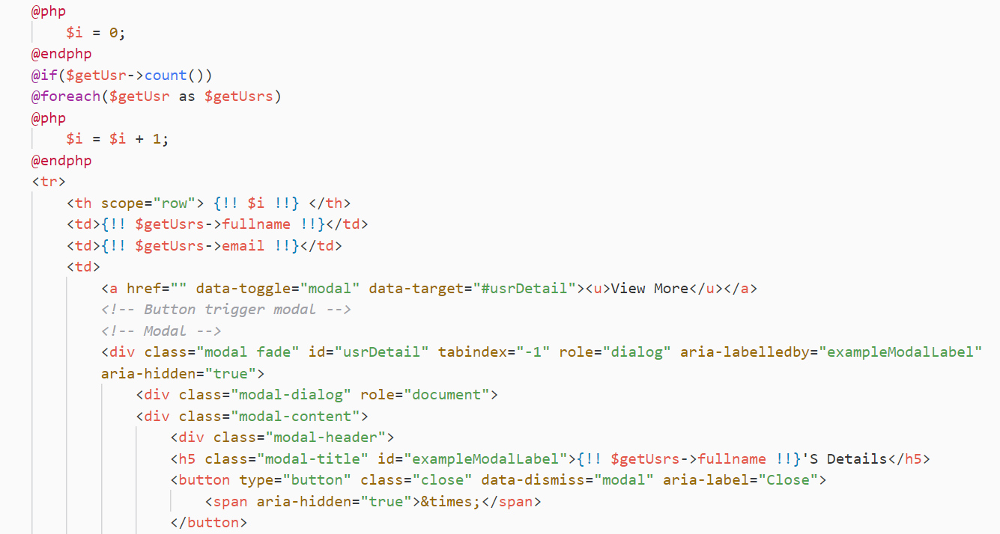 @php
$i = 0;
@endphp
@if($getUsr->count())
@foreach($getUsr as $getUsrs)
@php
$i = $i + 1;
@endphp
<tr>
<th scope="row"> {!! $i !!} </th>
<td>{!! $getUsrs->fullname !!}</td>
<td>{!! $getUsrs->email !!}</td>
<td>
<a href="" data-toggle="modal" data-target="#usrDetail"><u>View More</u></a>
<!-- Button trigger modal -->
<!-- Modal -->
<div class="modal fade" id="usrDetail" tabindex="-1" role="dialog" aria-labelledby="exampleModalLabel"
aria-hidden="true">
<div class="modal-dialog" role="document">
<div class="modal-content">
<div class="modal-header">
<h5 class="modal-title" id="exampleModalLabel">{!! $getUsrs->fullname !!}'S Details</h5>
<button type="button" class="close" data-dismiss="modal" aria-label="Close">
<span aria-hidden="true">&times;</span>
</button>